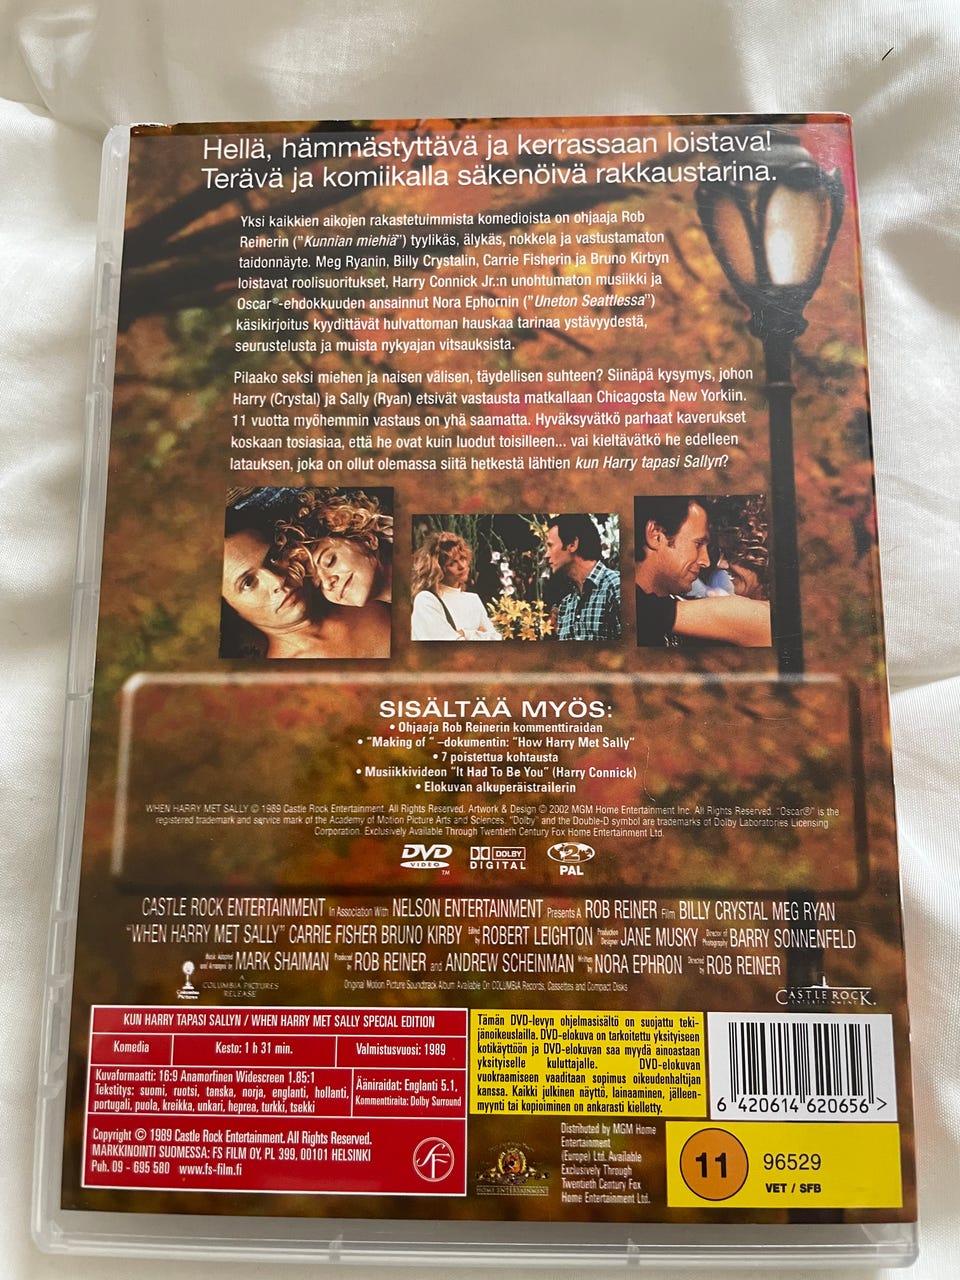 Hellä, hämmästyttävä ja kerrassaan loistava!
Terävä ja komiikalla säkenöivä rakkaustarina.
Yksi kaikkien aikojen rakastetuimmista komedioista on ohjaaja Rob
Reinerin ("Kunnian miehiä") tyylikäs, älykäs, nokkela ja vastustamaton
taidonnäyte. Meg Ryanin, Billy Crystalin, Carrie Fisherin ja Bruno Kirbyn
loistavat roolisuoritukset, Harry Connick Jr.:n unohtumaton musiikki ja
Oscar®-ehdokkuuden ansainnut Nora Ephornin ("Uneton Seattlessa")
käsikirjoitus kyydittävät hulvattoman hauskaa tarinaa ystävyydestä,
seurustelusta ja muista nykyajan vitsauksista.
Pilaako seksi miehen ja naisen välisen, täydellisen suhteen? Siinäpä kysymys, johon
Harry (Crystal) ja Sally (Ryan) etsivät vastausta matkallaan Chicagosta New Yorkiin.
11 vuotta myöhemmin vastaus on yhä saamatta. Hyväksyvätkö parhaat kaverukset
koskaan tosiasiaa, että he ovat kuin luodut toisilleen... vai kieltävätkö he edelleen
latauksen, joka on ollut olemassa siitä hetkestä lähtien kun Harry tapasi Sallyn?
SISÄLTÄÄ MYÖS:
• Ohjaaja Rob Reinerin kommenttiraidan
• "Making of " –dokumentin: "How Harry Met Sally"
• 7 poistettua kohtausta
• Musiikkivideon "It Had To Be You" (Harry Connick)
• Elokuvan alkuperäistrailerin
WHEN HARRY MET SALLY © 1989 Castle Rock Entertainment. All Rights Reserved. Artwork & Design © 2002 MGM Home Entertainment Inc. All Rights Reserved. "Oscar®" is the
registered trademark and service mark of the Academy of Motion Picture Arts and Sciences. "Dolby" and the Double-D symbol are trademarks of Dolby Laboratories Licensing
Corporation. Exclusively Available Through Twentieth Century Fox Home Entertainment Ltd.
DVD VIDEO TM DOLBY DIGITAL 2 PAL
CASTLE ROCK ENTERTAINMENT In Association With NELSON ENTERTAINMENT Presents A ROB REINER Film BILLY CRYSTAL MEG RYAN
"WHEN HARRY MET SALLY" CARRIE FISHER BRUNO KIRBY Edited by ROBERT LEIGHTON Production Designer JANE MUSKY Director of Photography BARRY SONNENFELD
Music Adapted and Arranged by MARK SHAIMAN Produced by ROB REINER and ANDREW SCHEINMAN Written by NORA EPHRON Directed by ROB REINER
Columbia Pictures
A COLUMBIA PICTURES RELEASE
Original Motion Picture Soundtrack Album Available On COLUMBIA Records, Cassettes and Compact Disks
CASTLE ROCK
ENTERTAINMENT
KUN HARRY TAPASI SALLYN / WHEN HARRY MET SALLY SPECIAL EDITION
Komedia Kesto: 1 h 31 min. Valmistusvuosi: 1989
Kuvaformaatti: 16:9 Anamorfinen Widescreen 1.85:1
Tekstitys: suomi, ruotsi, tanska, norja, englanti, hollanti,
portugali, puola, kreikka, unkari, heprea, turkki, tsekki
Ääniraidat: Englanti 5.1,
Kommenttiraita: Dolby Surround
Copyright © 1989 Castle Rock Entertainment. All Rights Reserved.
MARKKINOINTI SUOMESSA: FS FILM OY, PL 399, 00101 HELSINKI
Puh. 09 - 695 580 www.fs-film.fi
SF
Tämän DVD-levyn ohjelmasisältö on suojattu teki-
jänoikeuslailla. DVD-elokuva on tarkoitettu yksityiseen
kotikäyttöön ja DVD-elokuvan saa myydä ainoastaan
yksityiselle kuluttajalle. DVD-elokuvan
vuokraamiseen vaaditaan sopimus oikeudenhaltijan
kanssa. Kaikki julkinen näyttö, lainaaminen, jälleen-
myynti tai kopioiminen on ankarasti kielletty.
6 420614 620656 >
HOME ENTERTAINMENT
Distributed by MGM Home
Entertainment
(Europe) Ltd. Available
Exclusively Through
Twentieth Century Fox
Home Entertainment Ltd.
11
96529
VET / SFB